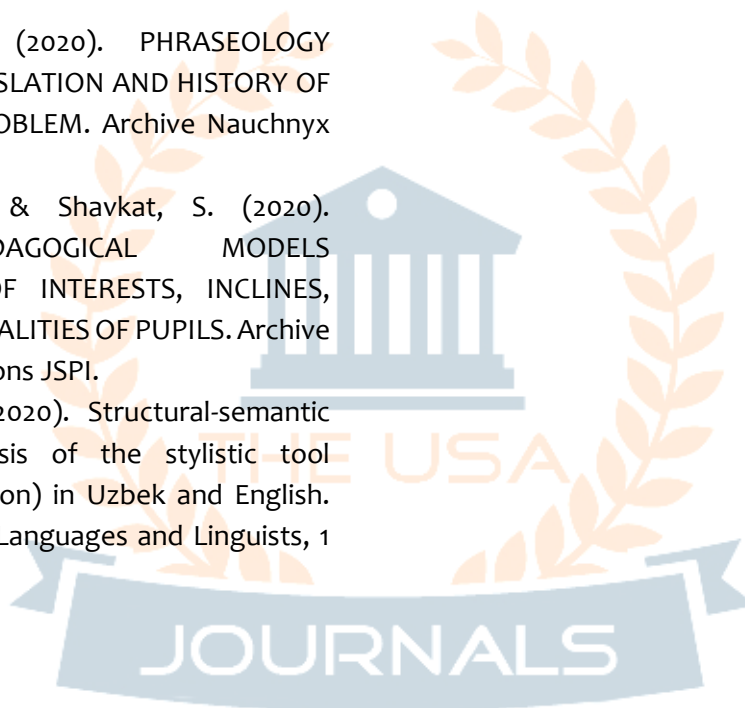 (2020). PHRASEOLOGY
SLATION AND HISTORY OF
OBLEM. Archive Nauchnyx
& Shavkat, S. (2020).
DAGOGICAL MODELS
OF INTERESTS, INCLINES,
ALITIES OF PUPILS. Archive
ons JSPI.
2020). Structural-semantic
sis of the stylistic tool
on) in Uzbek and English.
Languages and Linguists, 1
THE USA
JOURNALS